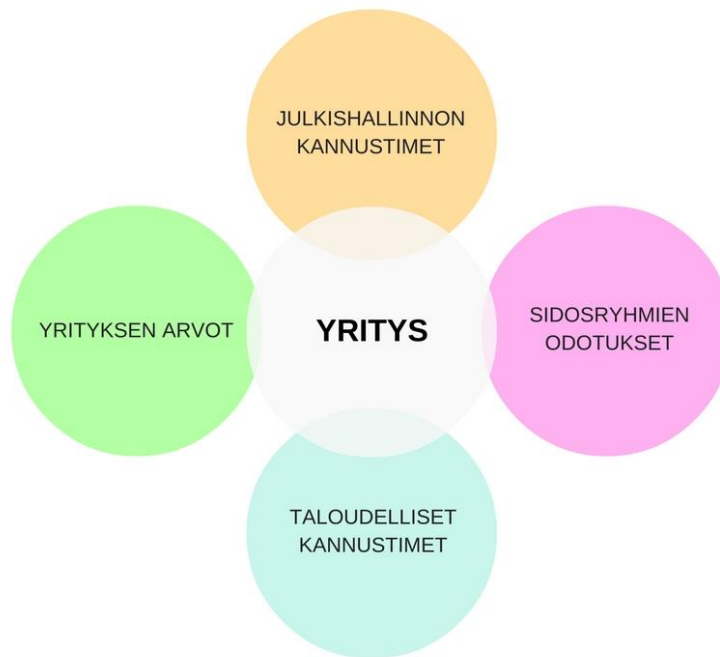 JULKISHALLINNON
KANNUSTIMET
YRITYKSEN ARVOT
YRITYS
SIDOSRYHMIEN
ODOTUKSET
TALOUDELLISET
KANNUSTIMET